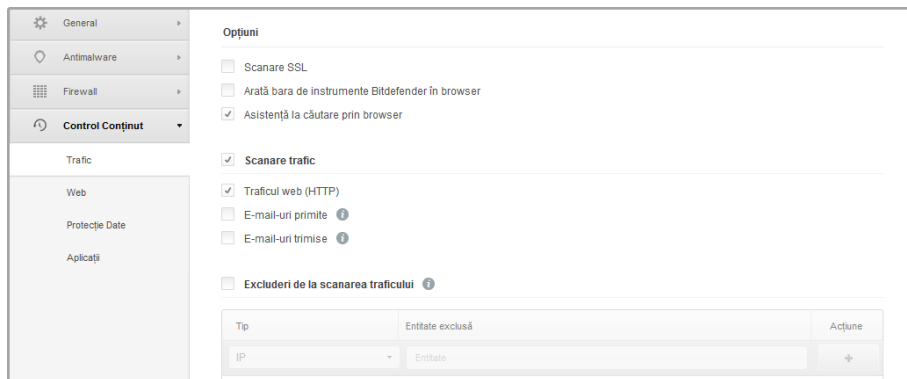 General
Antimalware
Firewall
Control Conținut
Trafic
Web
Protecție Date
Aplicații
Opțiuni
Scanare SSL
Arată bara de instrumente Bitdefender în browser
Asistență la căutare prin browser
Scanare trafic
Traficul web (HTTP)
E-mail-uri primite
E-mail-uri trimise
Excluderi de la scanarea traficului
Tip Entitate exclusă Acțiune
IP Entitate